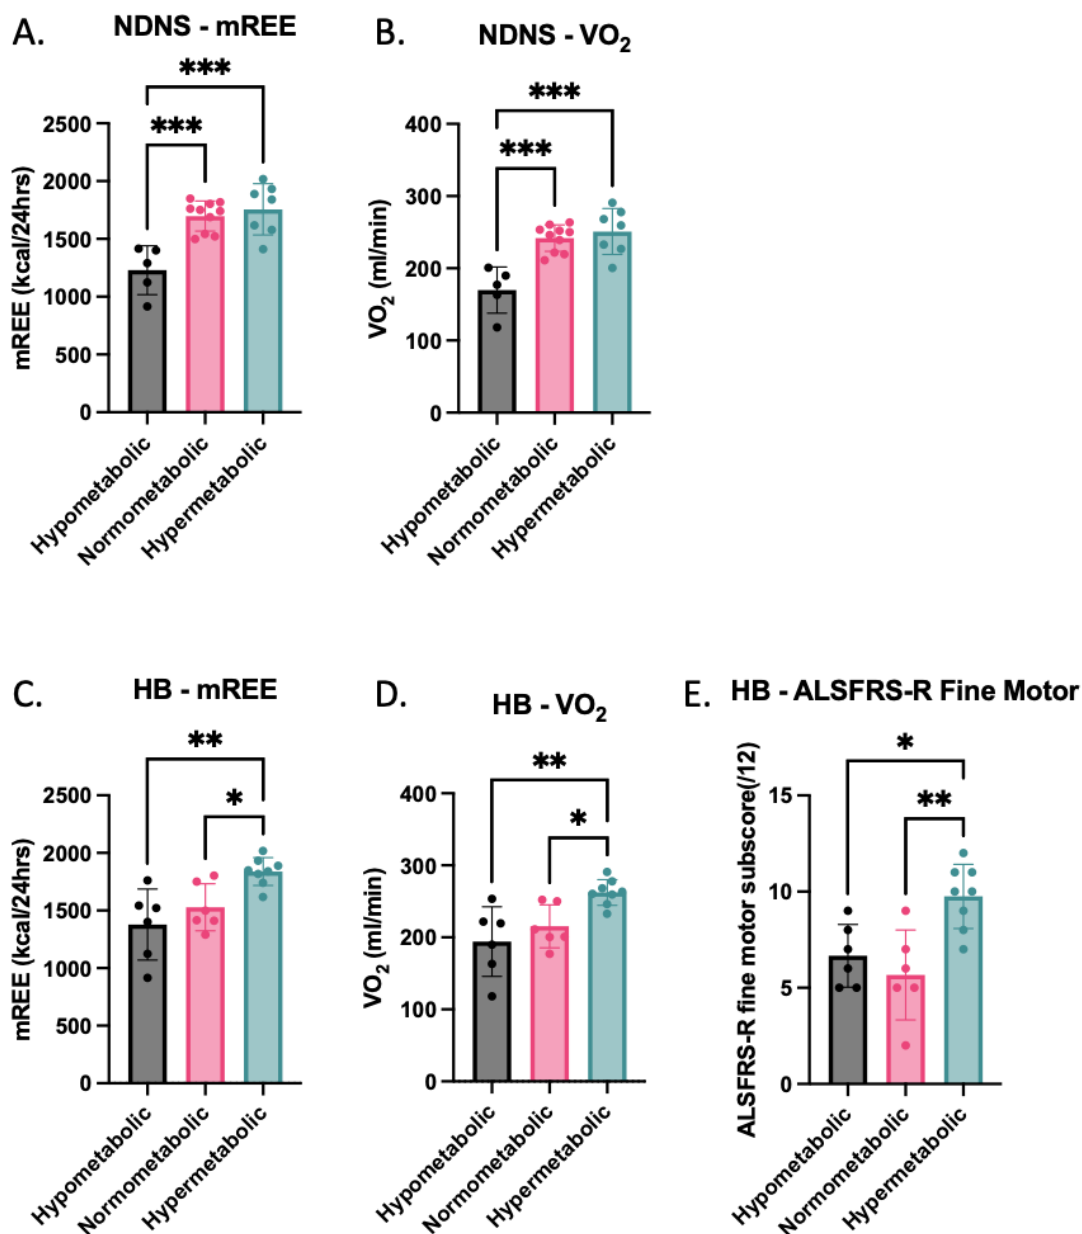 A.
NDNS - mREE
***
***
mREE (kcal/24hrs)
2500
2000
1500
1000
500
0
Hypometabolic
Normometabolic
Hypermetabolic
B.
NDNS - VO2
***
***
VO2 (ml/min)
400
300
200
100
0
Hypometabolic
Normometabolic
Hypermetabolic
C.
HB - mREE
**
*
mREE (kcal/24hrs)
2500
2000
1500
1000
500
0
Hypometabolic
Normometabolic
Hypermetabolic
D.
HB - VO2
**
*
VO2 (ml/min)
400
300
200
100
0
Hypometabolic
Normometabolic
Hypermetabolic
E.
HB - ALSFRS-R Fine Motor
*
**
ALSFRS-R fine motor subscore(/12)
15
10
5
0
Hypometabolic
Normometabolic
Hypermetabolic